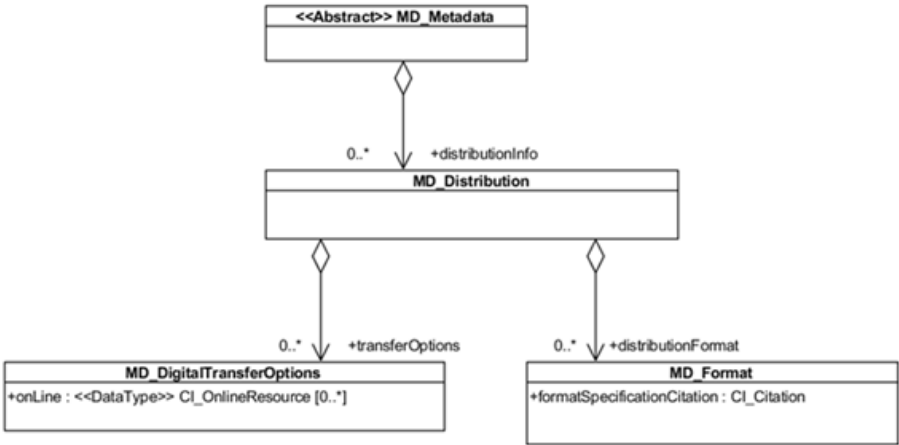 <<Abstract>> MD_Metadata
0..* +distributionInfo
MD_Distribution
0..* +transferOptions
0..* +distributionFormat
MD_DigitalTransferOptions
+onLine : <<DataType>> CI_OnlineResource [0..*]
MD_Format
+formatSpecificationCitation : CI_Citation